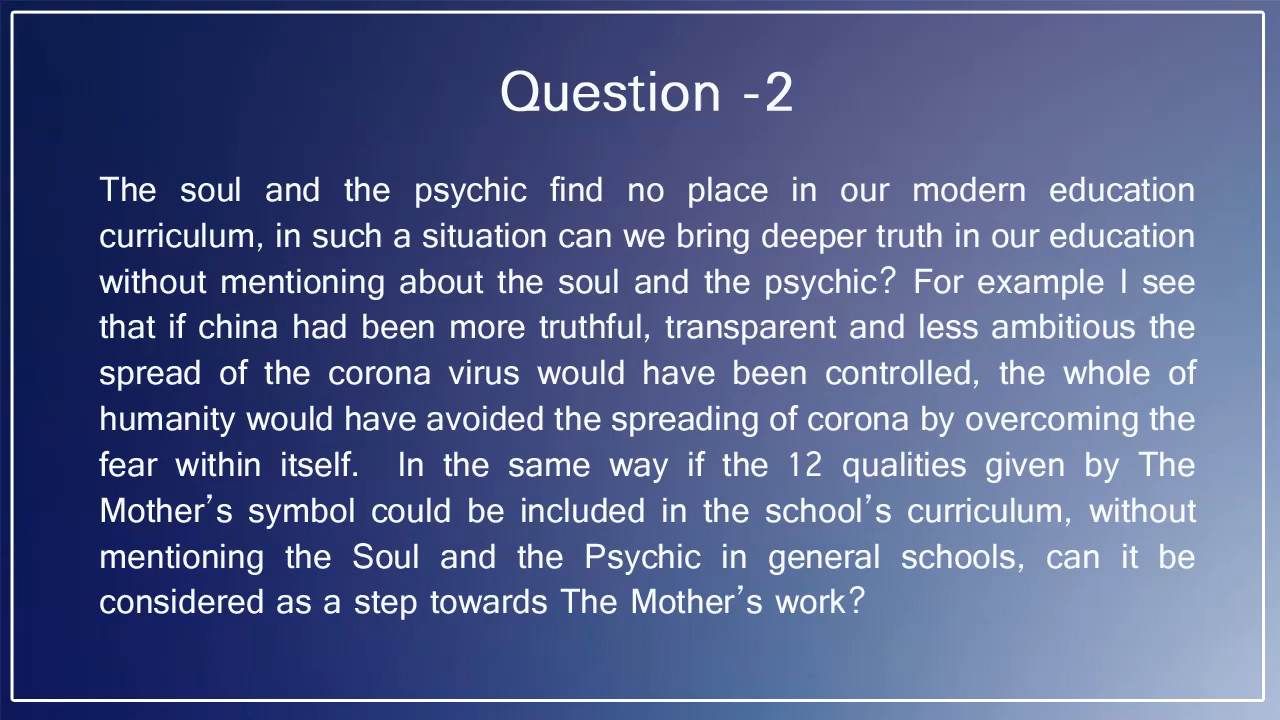 Question -2
The soul and the psychic find no place in our modern education
curriculum, in such a situation can we bring deeper truth in our education
without mentioning about the soul and the psychic? For example I see
that if china had been more truthful, transparent and less ambitious the
spread of the corona virus would have been controlled, the whole of
humanity would have avoided the spreading of corona by overcoming the
fear within itself. In the same way if the 12 qualities given by The
Mother’s symbol could be included in the school’s curriculum, without
mentioning the Soul and the Psychic in general schools, can it be
considered as a step towards The Mother’s work?